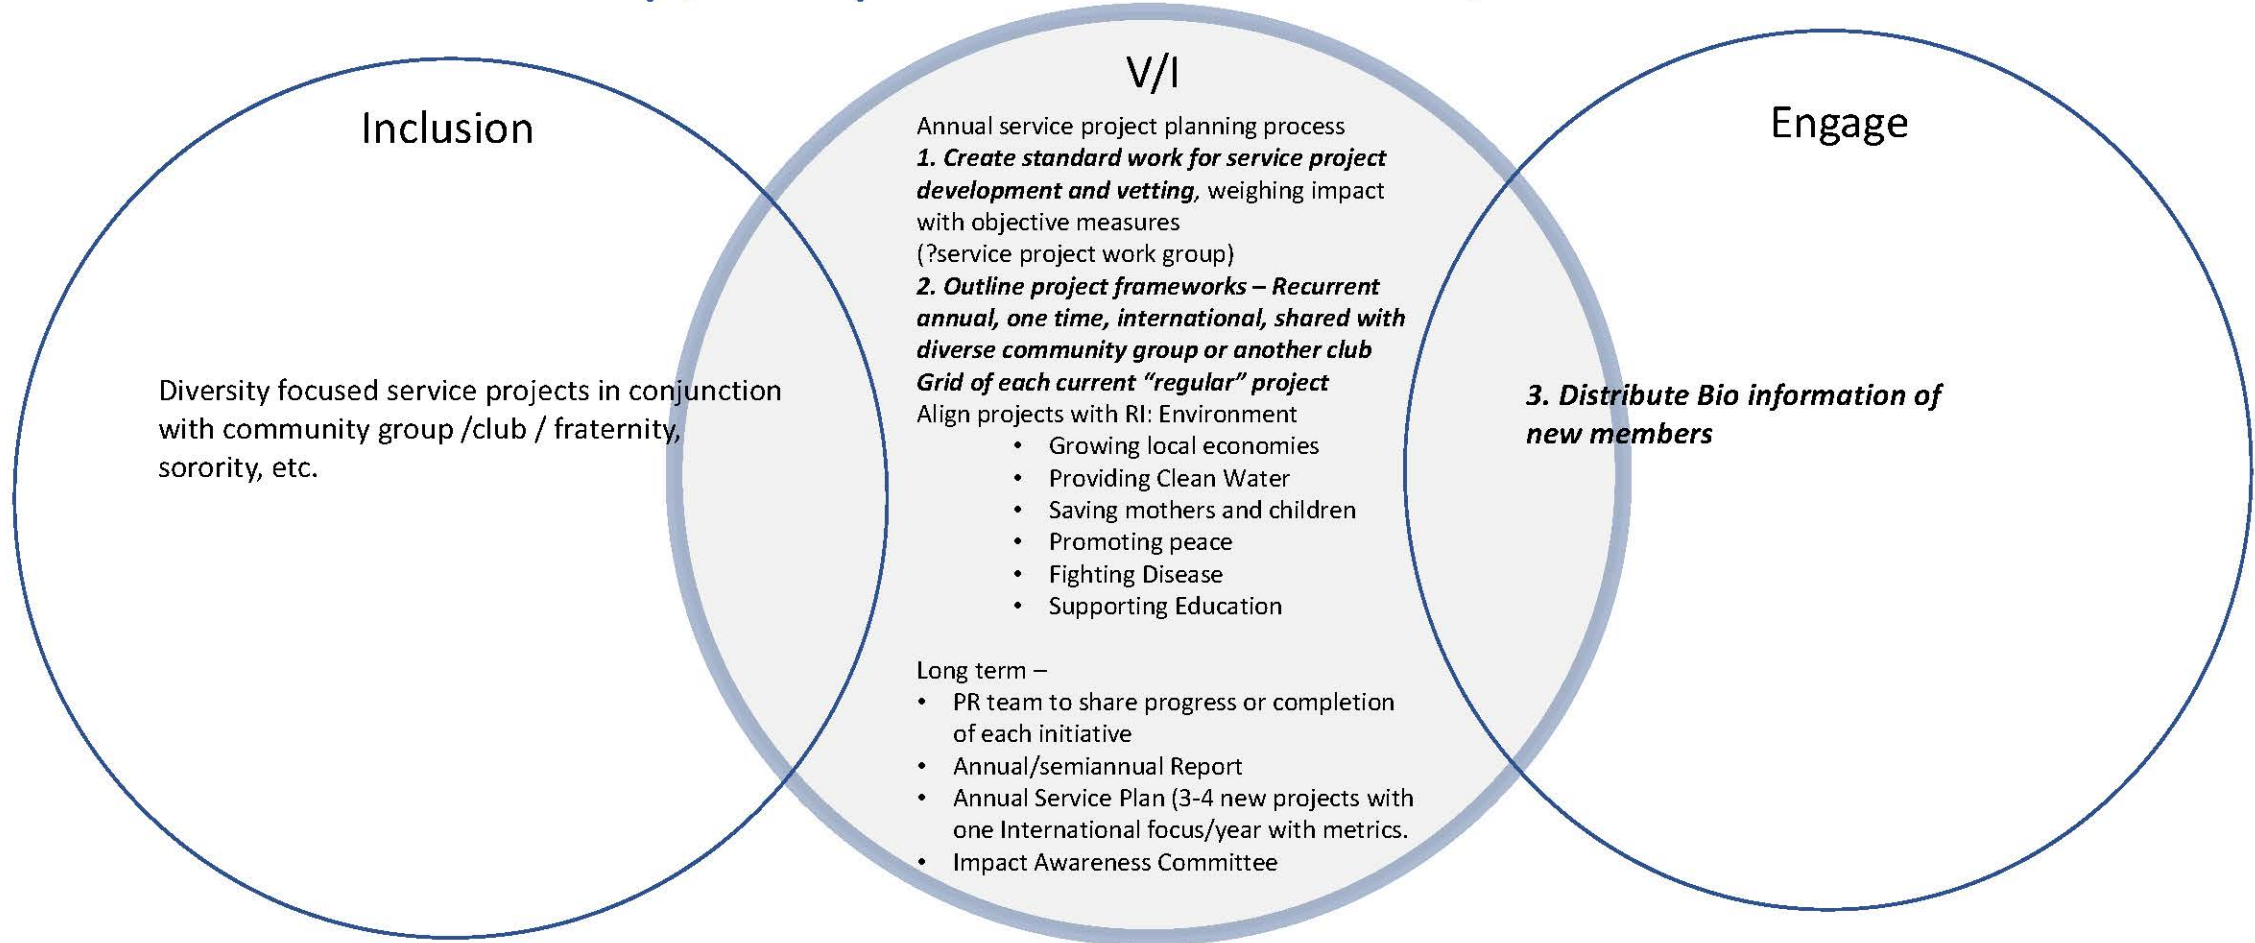 Inclusion
Diversity focused service projects in conjunction
with community group /club / fraternity,
sorority, etc.
V/I
Annual service project planning process
1. Create standard work for service project
development and vetting, weighing impact
with objective measures
(?service project work group)
2. Outline project frameworks – Recurrent
annual, one time, international, shared with
diverse community group or another club
Grid of each current “regular” project
Align projects with RI: Environment
• Growing local economies
• Providing Clean Water
• Saving mothers and children
• Promoting peace
• Fighting Disease
• Supporting Education
Long term –
• PR team to share progress or completion
of each initiative
• Annual/semiannual Report
• Annual Service Plan (3-4 new projects with
one International focus/year with metrics.
• Impact Awareness Committee
Engage
3. Distribute Bio information of
new members